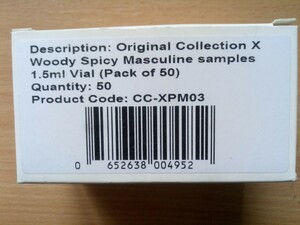 Description: Original Collection X
Woody Spicy Masculine samples
1.5ml Vial (Pack of 50)
Quantity: 50
Product Code: CC-XPM03
0 652638 004952